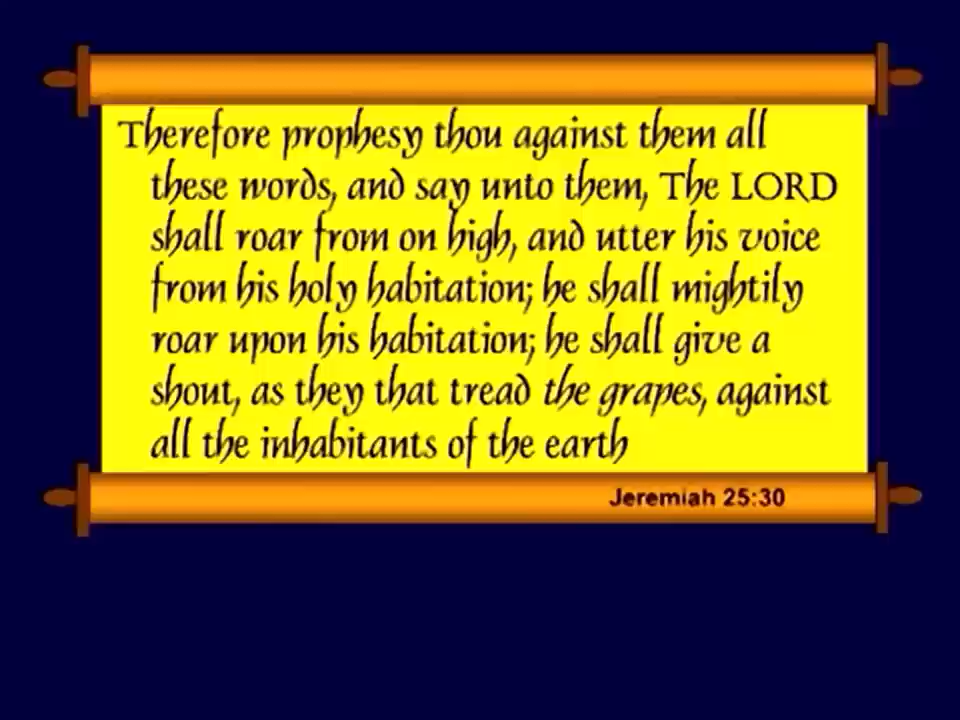 Therefore prophesy thou against them all
these words, and say unto them, The LORD
shall roar from on high, and utter his voice
from his holy habitation; he shall mightily
roar upon his habitation; he shall give a
shout, as they that tread the grapes, against
all the inhabitants of the earth
Jeremiah 25:30